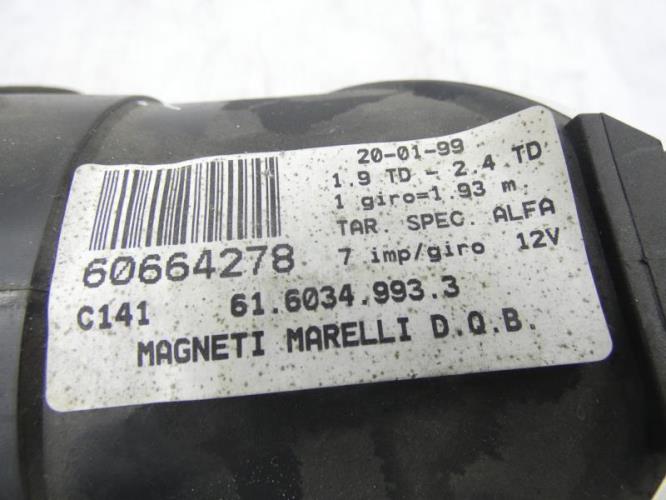 20-01-99
1.9 TD - 2.4 TD
1 giro=1.93 m.
TAR. SPEC. ALFA
60664278 7 imp/giro 12V
C141 61.6034.993.3
MAGNETI MARELLI D.Q.B.